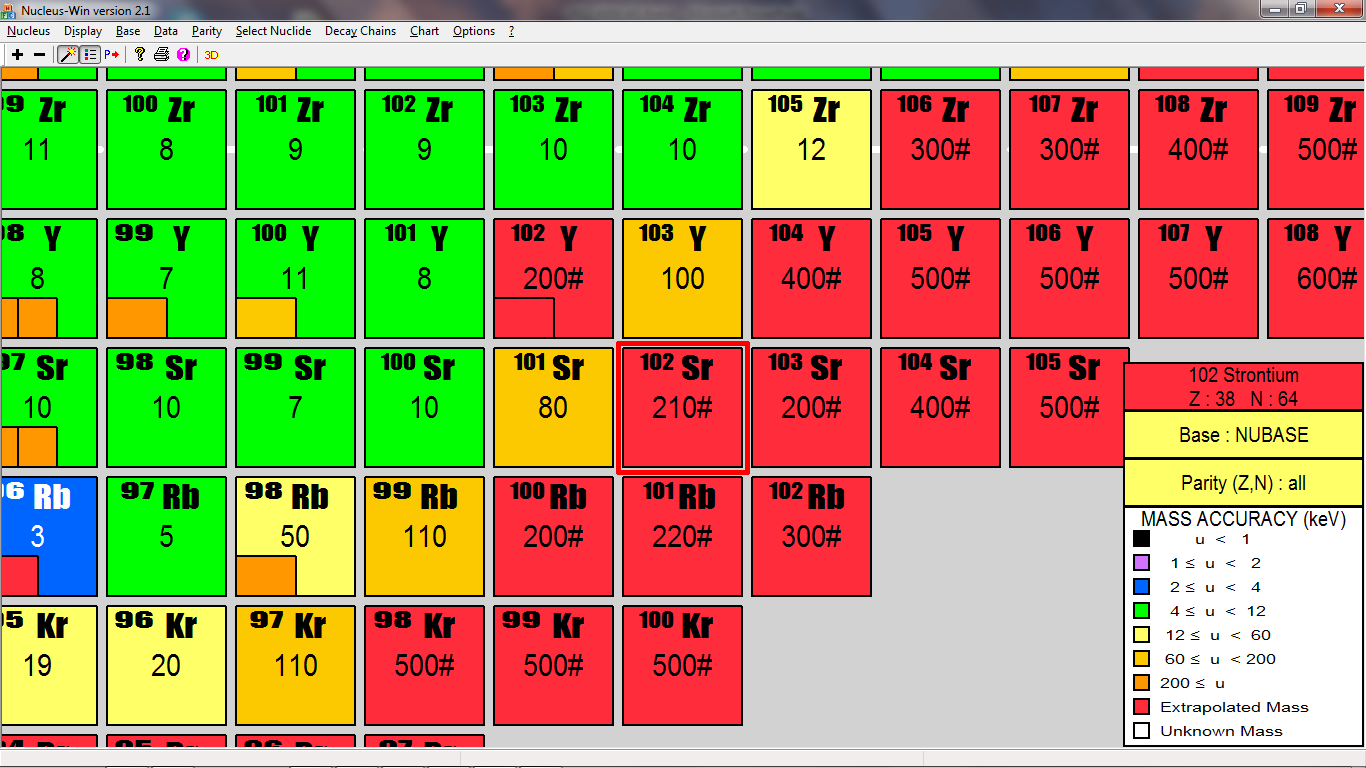 Nucleus-Win version 2.1
Nucleus Display Base Data Parity Select Nuclide Decay Chains Chart Options ?
P 3D
99 Zr 100 Zr 101 Zr 102 Zr 103 Zr 104 Zr 105 Zr 106 Zr 107 Zr 108 Zr 109 Zr
11 8 9 9 10 10 12 300# 300# 400# 500#
98 Y 99 Y 100 Y 101 Y 102 Y 103 Y 104 Y 105 Y 106 Y 107 Y 108 Y
8 7 11 8 200# 100 400# 500# 500# 500# 600#
97 Sr 98 Sr 99 Sr 100 Sr 101 Sr 102 Sr 103 Sr 104 Sr 105 Sr
10 10 7 10 80 210# 200# 400# 500#
96 Rb 97 Rb 98 Rb 99 Rb 100 Rb 101 Rb 102 Rb
3 5 50 110 200# 220# 300#
95 Kr 96 Kr 97 Kr 98 Kr 99 Kr 100 Kr
19 20 110 500# 500# 500#
102 Strontium
Z : 38 N : 64
Base : NUBASE
Parity (Z,N) : all
MASS ACCURACY (keV)
u < 1
1 ≤ u < 2
2 ≤ u < 4
4 ≤ u < 12
12 ≤ u < 60
60 ≤ u < 200
200 ≤ u
Extrapolated Mass
Unknown Mass